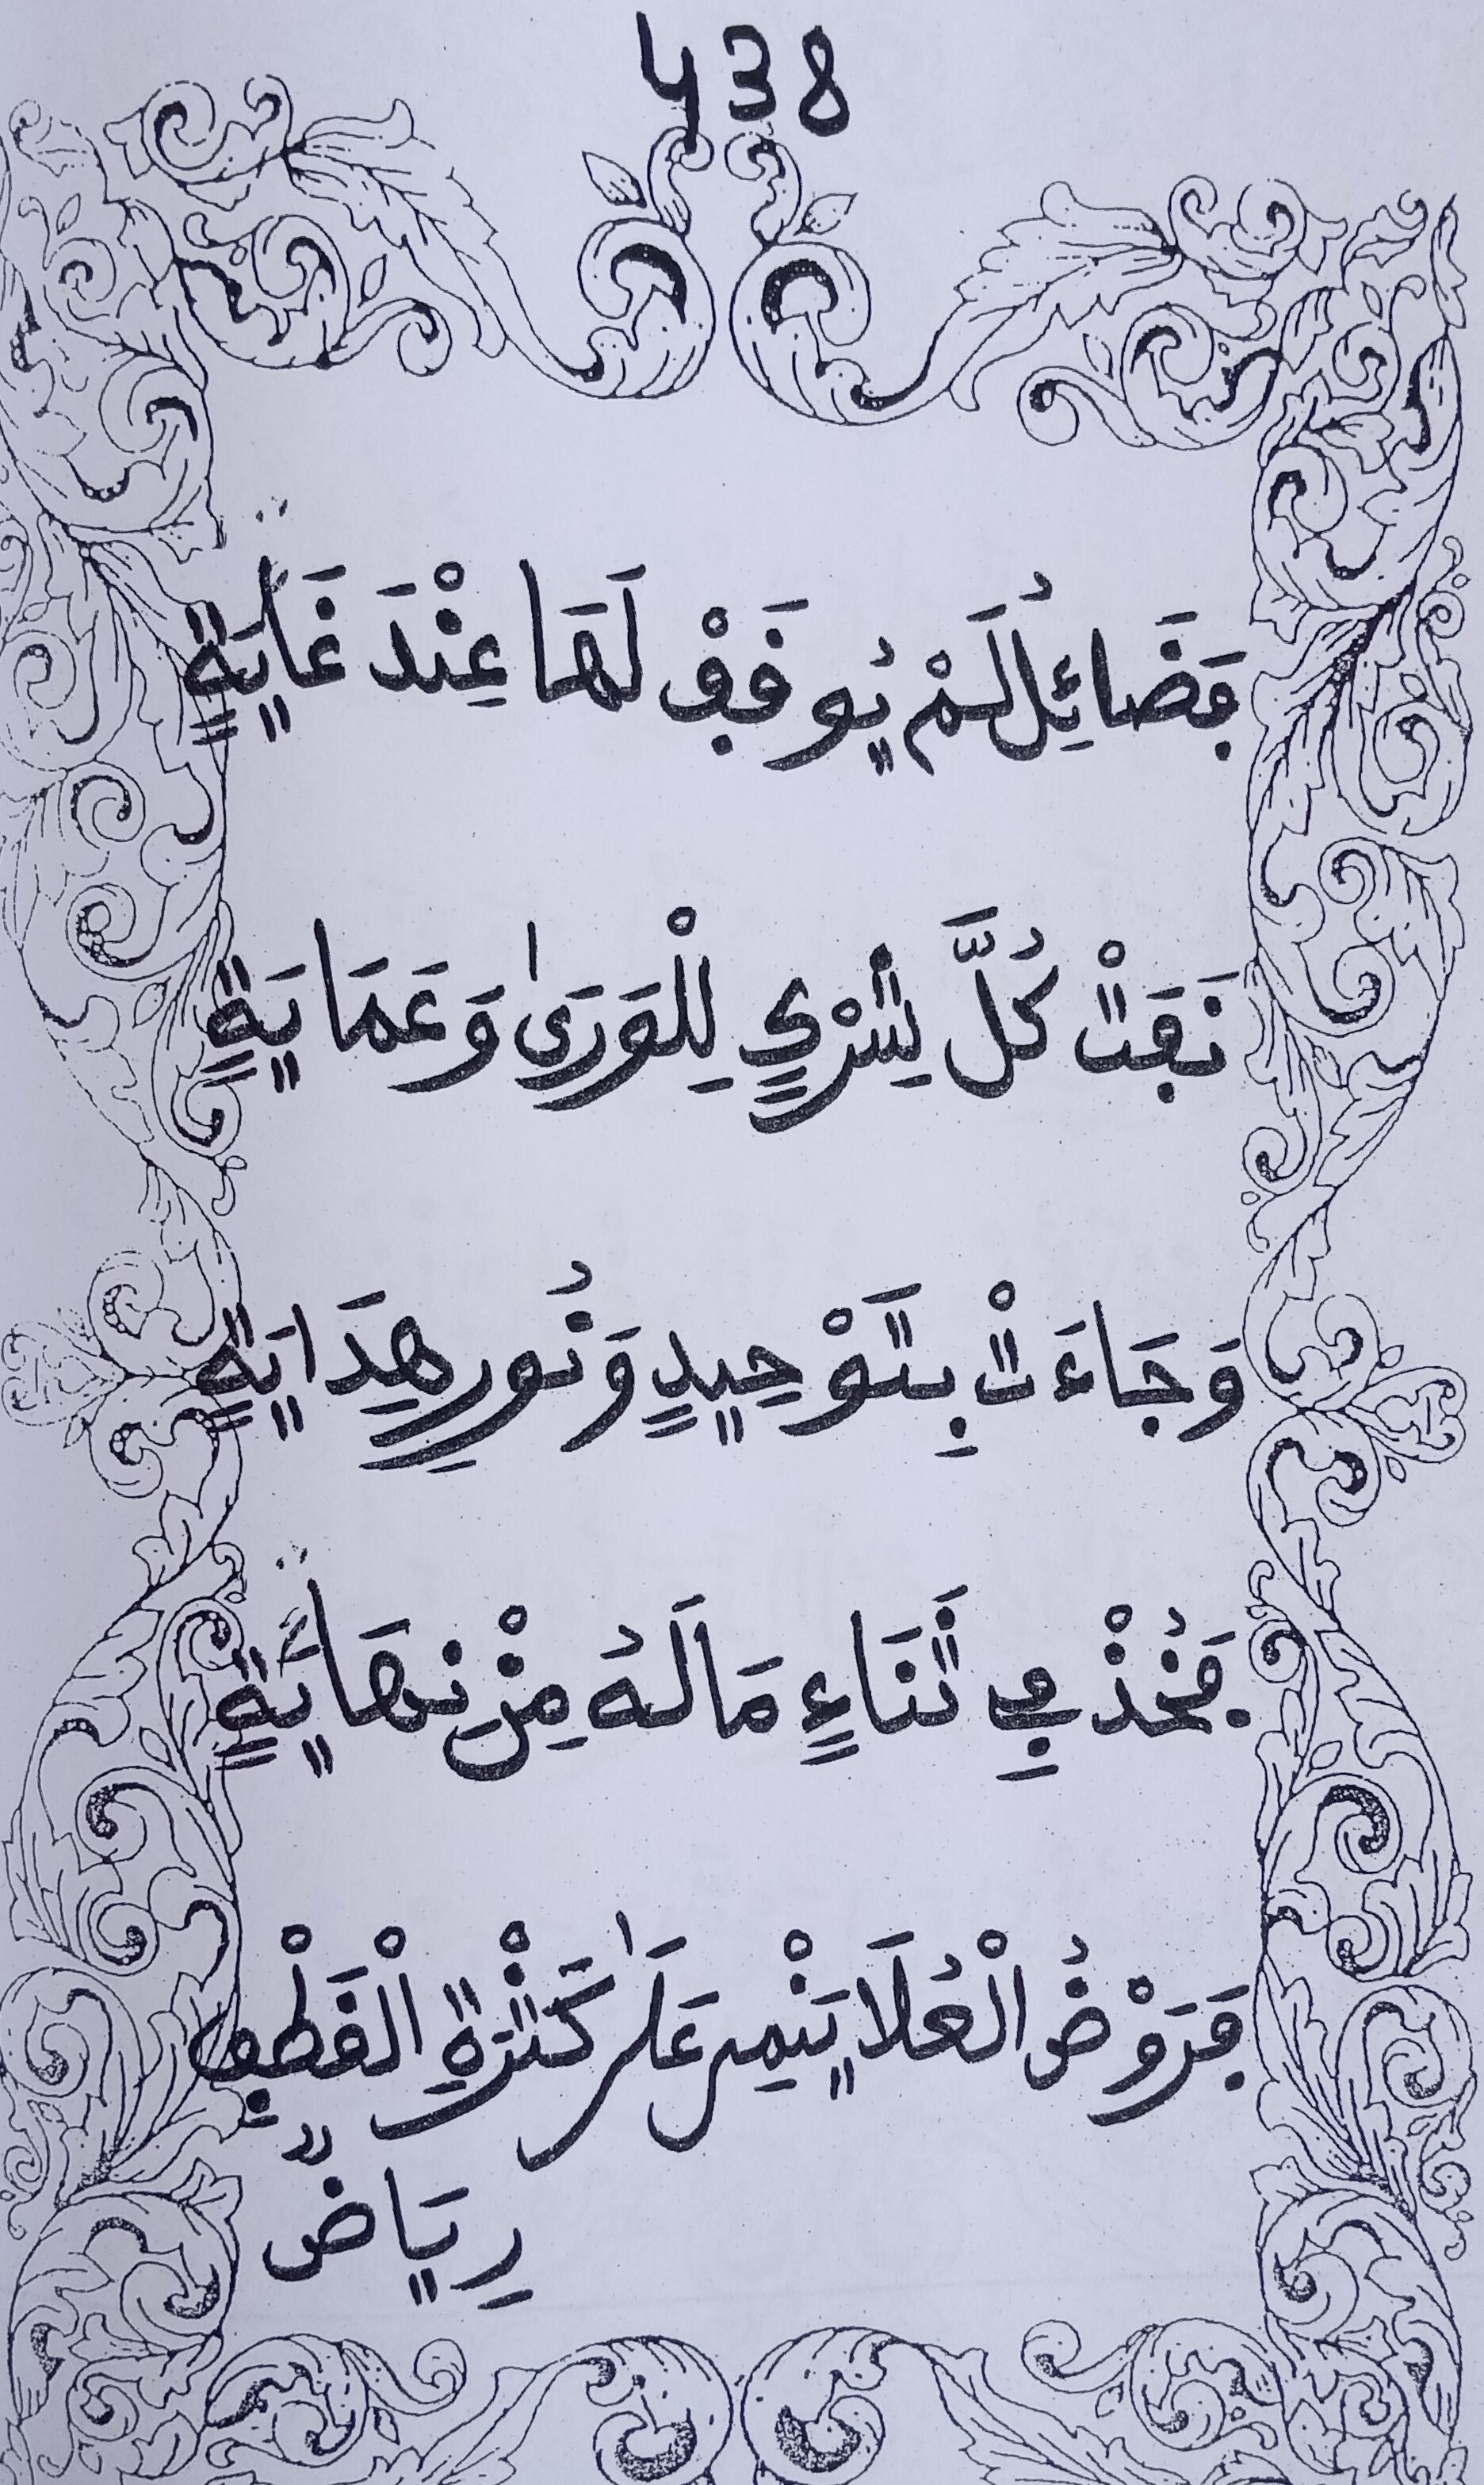 438
فَضَائِلُ لَمْ يُوقَفْ لَهَا عِنْدَ غَايَةٍ
نَفَتْ كُلَّ شِرْكٍ لِلْوَرَىٰ وَعَمَايَةٍ
وَجَاءَتْ بِتَوْحِيدٍ وَنُورِ هِدَايَةٍ
فَخُذْ فِي ثَنَاءٍ مَا لَهُ مِنْ نِهَايَةٍ
فَرَوْضُ الْعُلَا يَنْمِي عَلَىٰ كَثْرَةِ الْقَطْفِ
رِيَاضٌ